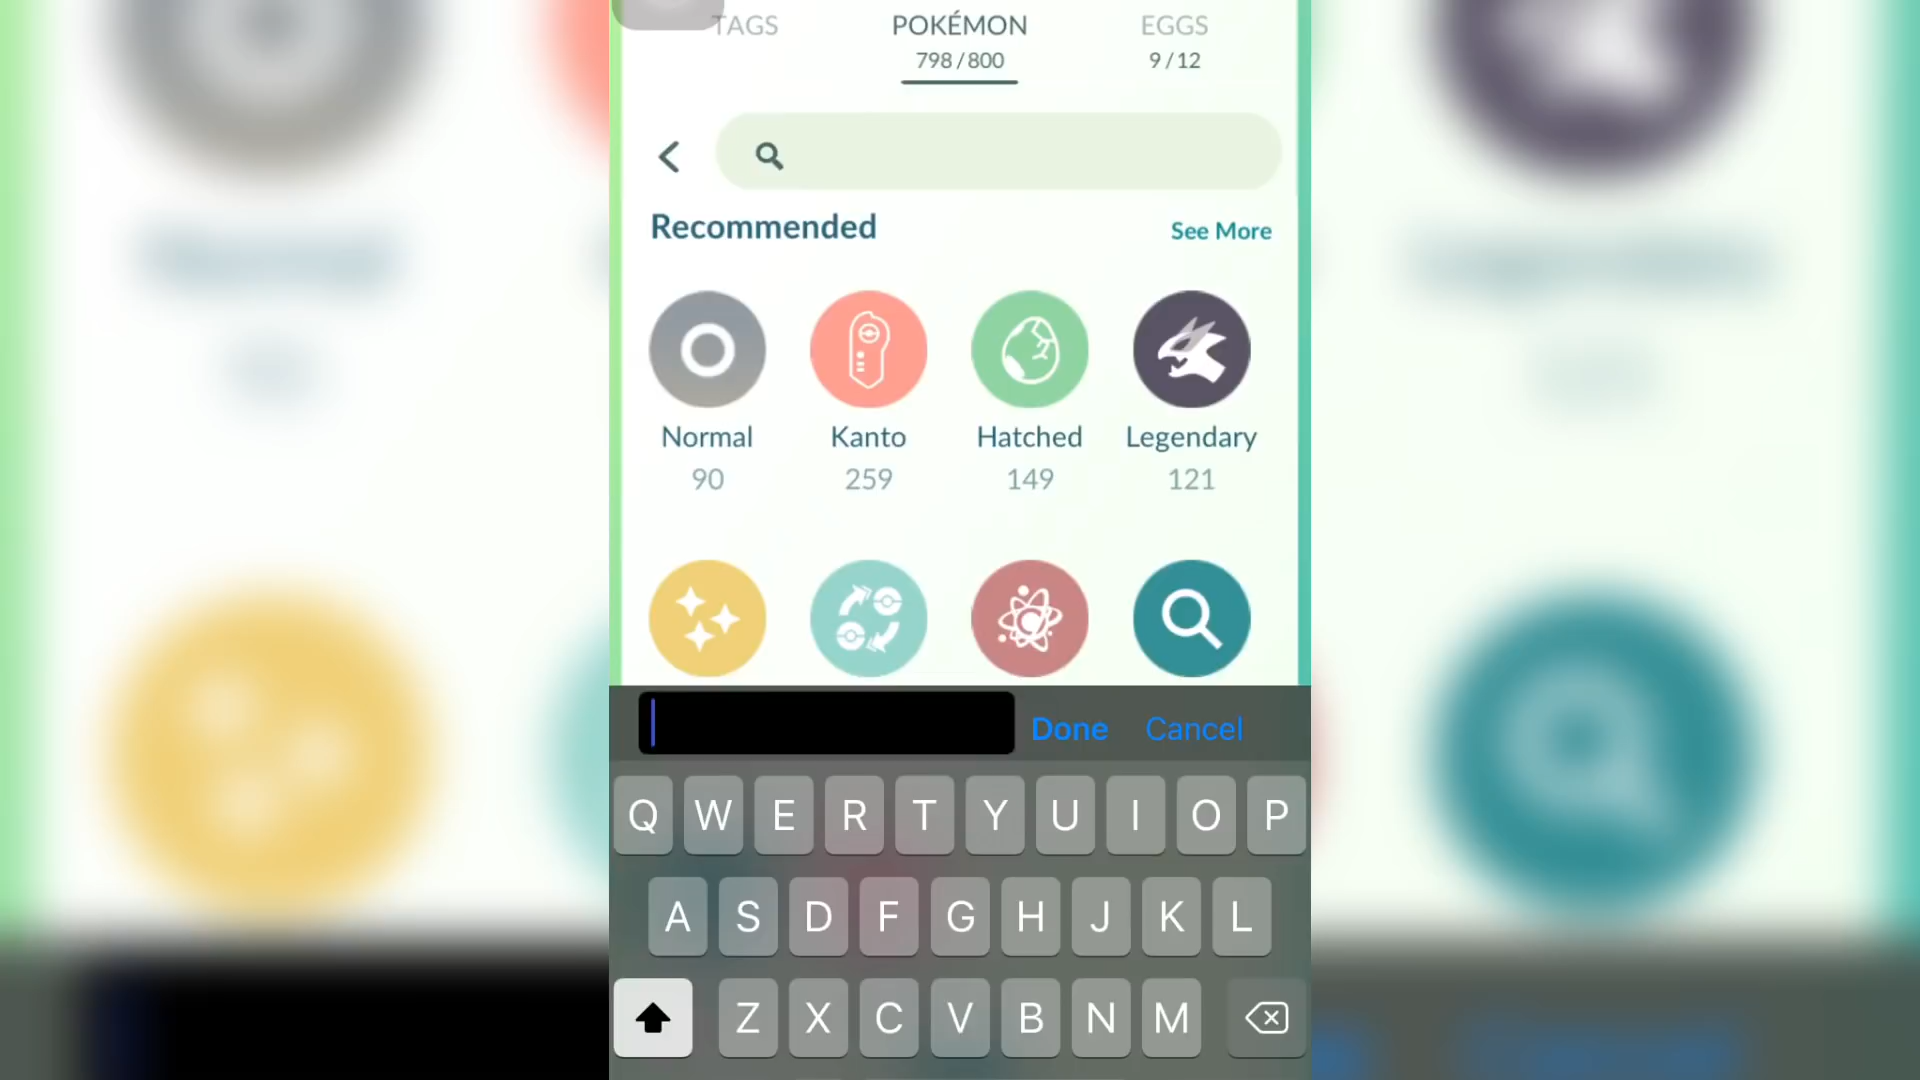 TAGS POKÉMON EGGS
798 / 800 9 / 12
Recommended See More
Normal Kanto Hatched Legendary
90 259 149 121
Done Cancel
Q W E R T Y U I O P
A S D F G H J K L
Z X C V B N M